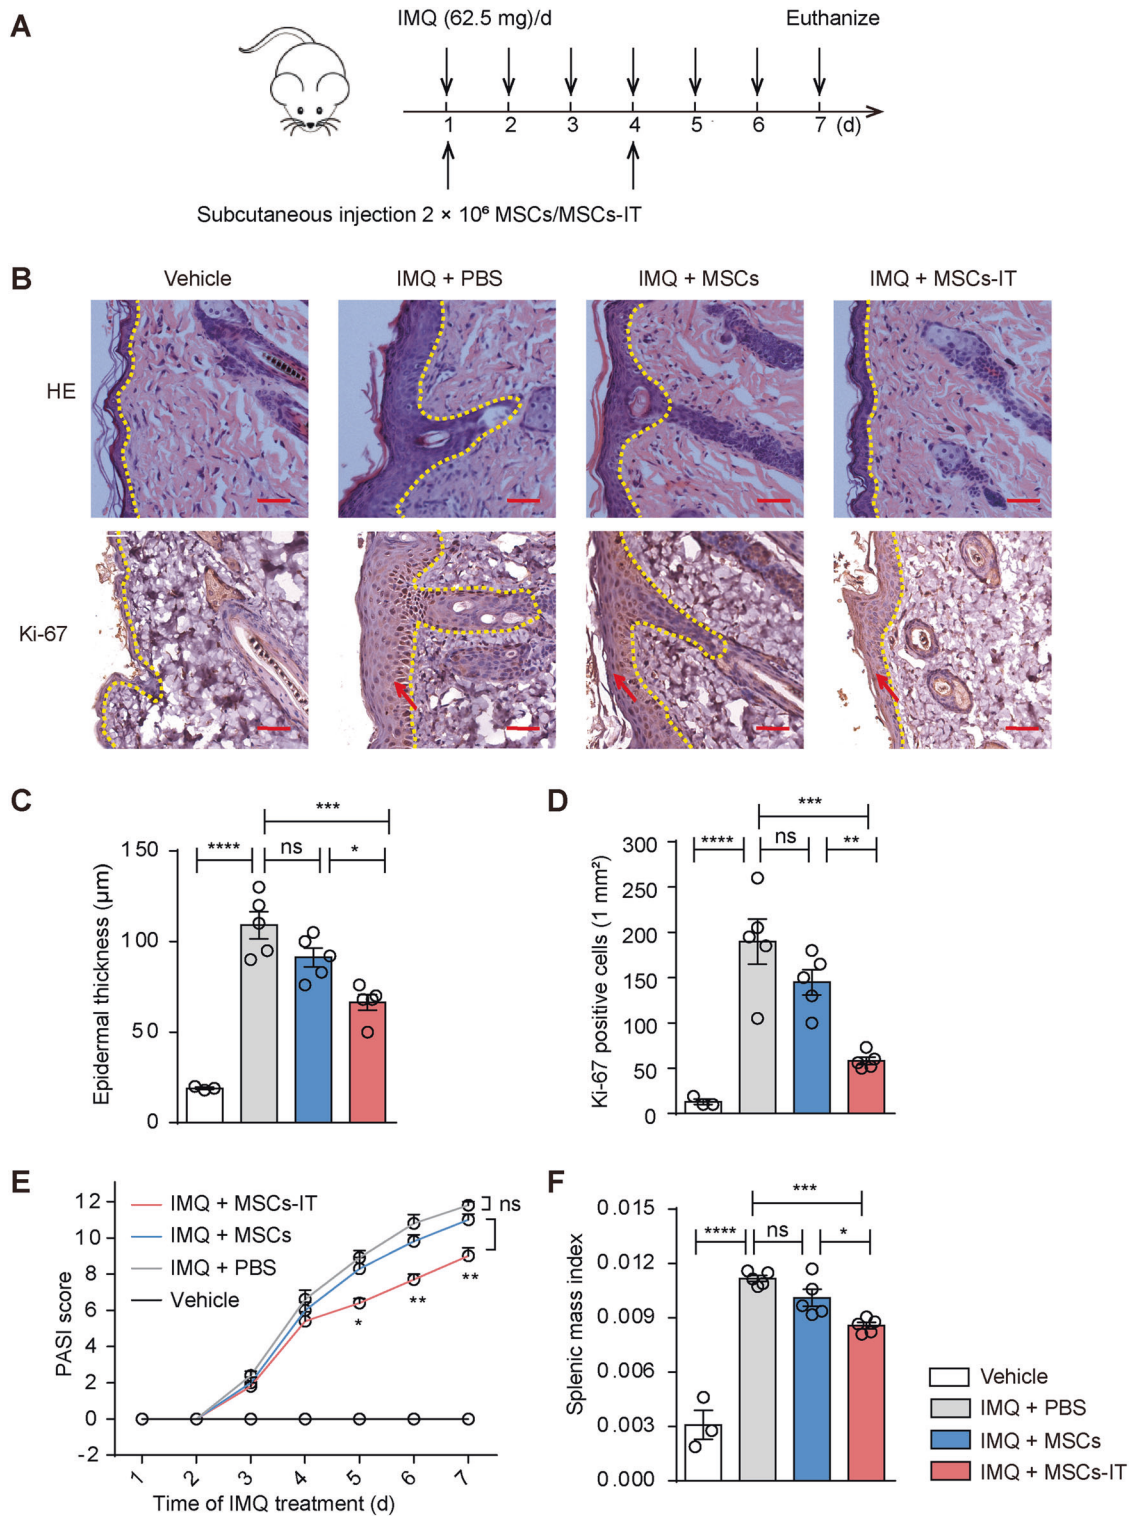 A
IMQ (62.5 mg)/d
Euthanize
1 2 3 4 5 6 7 (d)
Subcutaneous injection 2 × 10⁶ MSCs/MSCs-IT
B
Vehicle
IMQ + PBS
IMQ + MSCs
IMQ + MSCs-IT
HE
Ki-67
C
Epidermal thickness (µm)
150
100
50
0
***
****
ns
*
D
Ki-67 positive cells (1 mm²)
300
250
200
150
100
50
0
***
****
ns
**
E
PASI score
12
10
8
6
4
2
0
-2
IMQ + MSCs-IT
IMQ + MSCs
IMQ + PBS
Vehicle
ns
*
**
**
1 2 3 4 5 6 7
Time of IMQ treatment (d)
F
Splenic mass index
0.015
0.012
0.009
0.006
0.003
0.000
***
****
ns
*
Vehicle
IMQ + PBS
IMQ + MSCs
IMQ + MSCs-IT